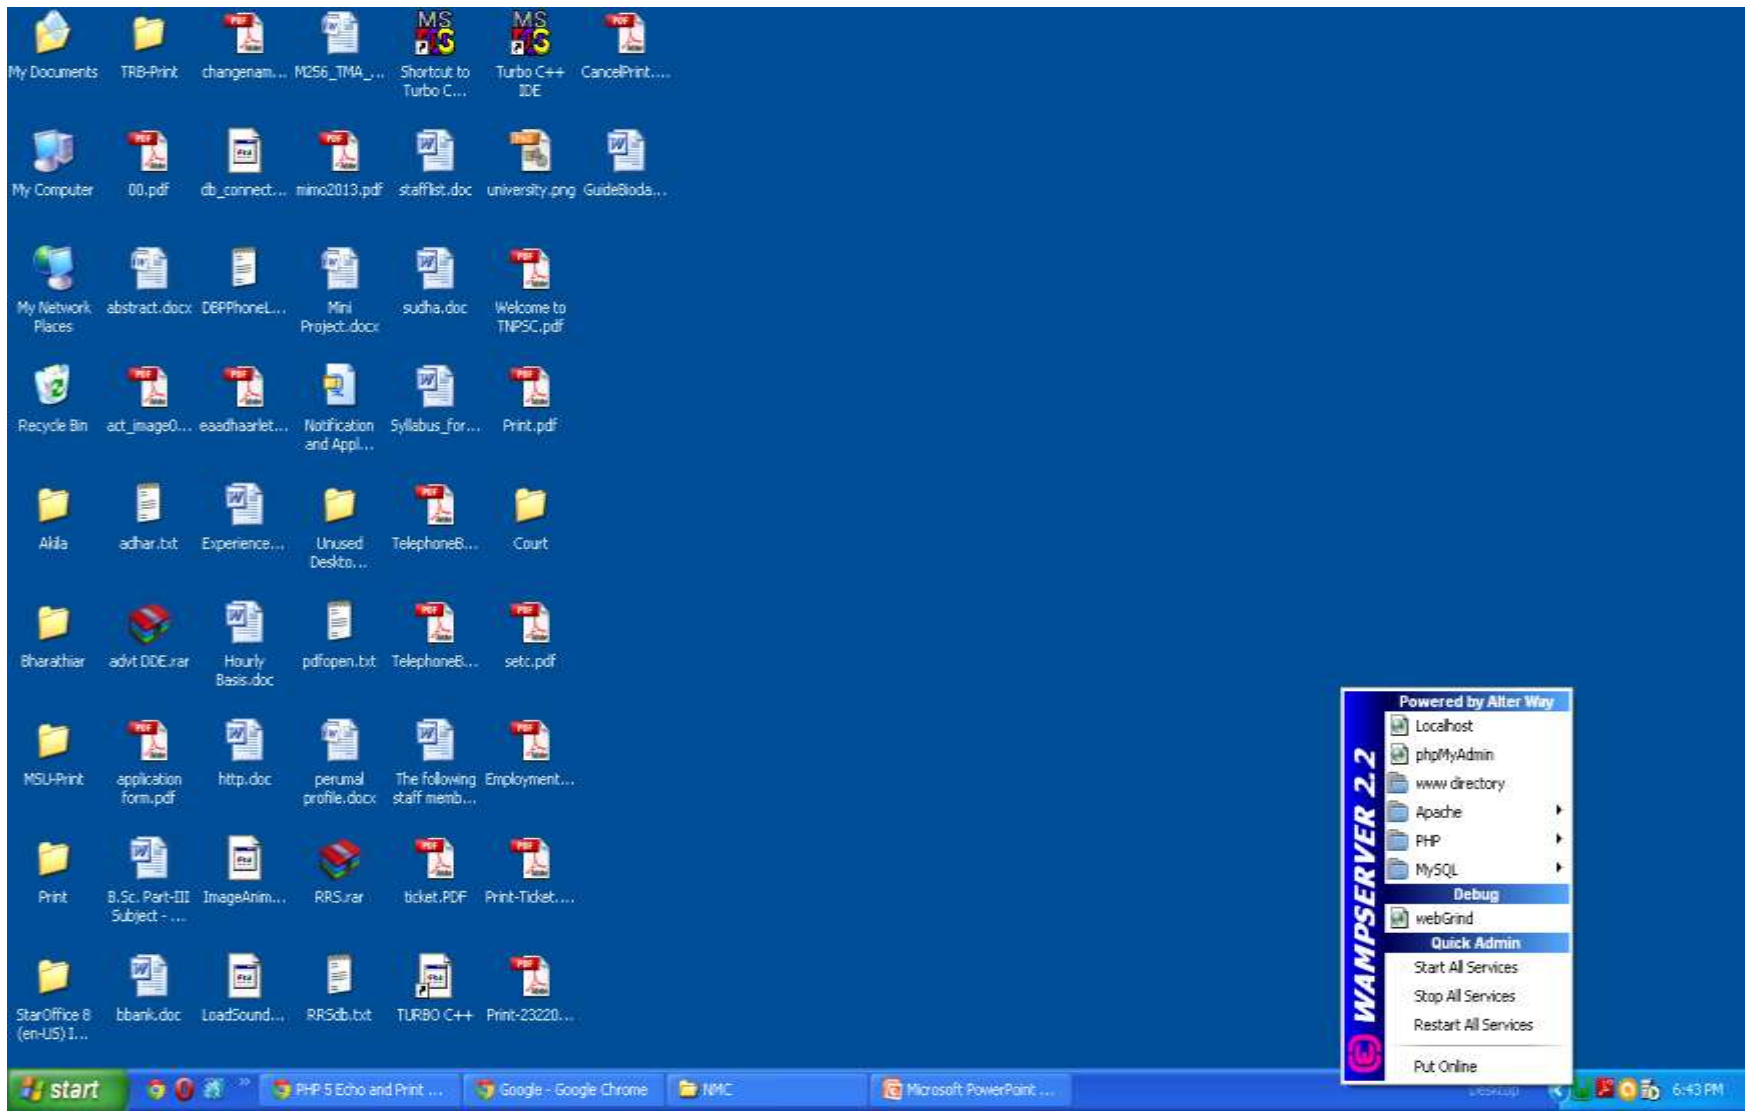 My Documents
TRB-Print
changenam...
M256_TMA_...
Shortcut to
Turbo C...
Turbo C++
IDE
CancelPrint....
My Computer
00.pdf
db_connect...
mimo2013.pdf
stafflist.doc
university.png
GuideBioda...
My Network
Places
abstract.docx
DBPPhoneL...
Mini
Project.docx
sudha.doc
Welcome to
TNPSC.pdf
Recycle Bin
act_image0...
eaadhaarlet...
Notification
and Appl...
Syllabus_for...
Print.pdf
Akila
adhar.txt
Experience...
Unused
Deskto...
TelephoneB...
Court
Bharathiar
advt DDE.rar
Hourly
Basis.doc
pdfopen.txt
TelephoneB...
setc.pdf
MSU-Print
application
form.pdf
http.doc
perumal
profile.docx
The following
staff memb...
Employment...
Print
B.Sc. Part-III
Subject - ...
ImageAnim...
RRS.rar
ticket.PDF
Print-Ticket....
StarOffice 8
(en-US) I...
bbank.doc
LoadSound...
RRSdb.txt
TURBO C++
Print-23220...
WAMPSERVER 2.2
Powered by Alter Way
Localhost
phpMyAdmin
www directory
Apache
PHP
MySQL
Debug
webGrind
Quick Admin
Start All Services
Stop All Services
Restart All Services
Put Online
start
PHP 5 Echo and Print ...
Google - Google Chrome
NMC
Microsoft PowerPoint ...
Desktop
6:43 PM